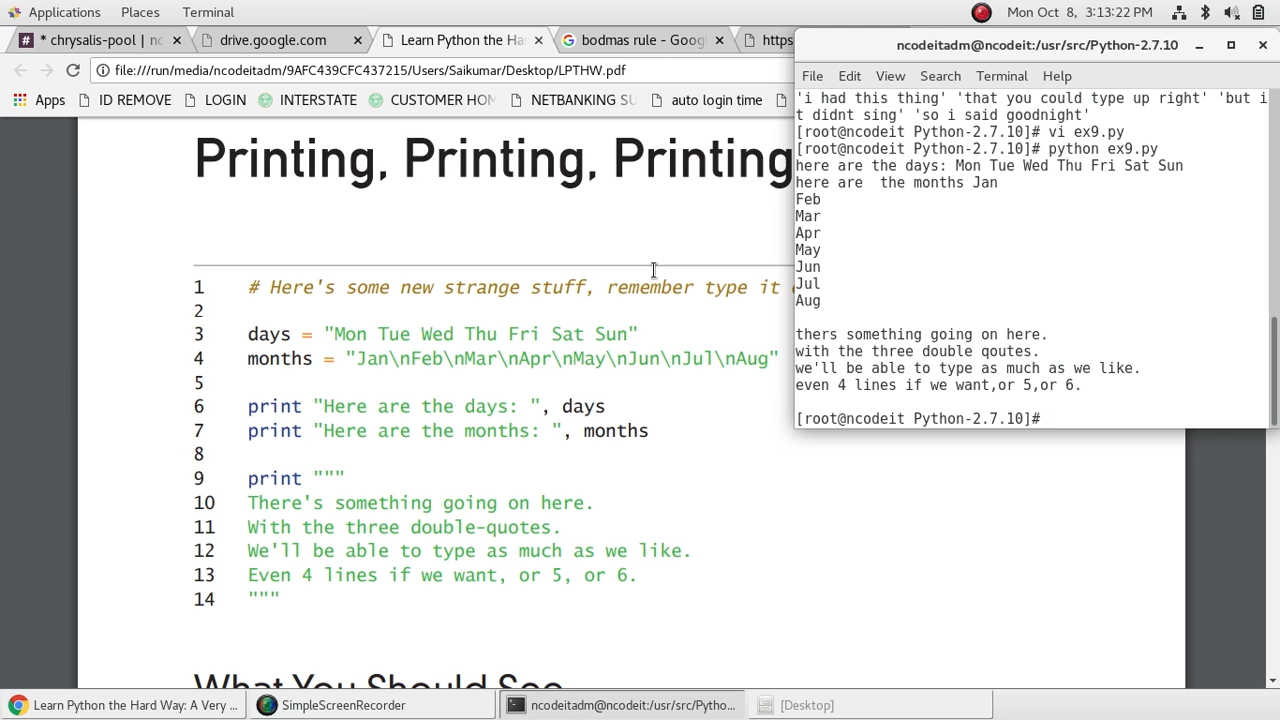 Applications Places Terminal Mon Oct 8, 3:13:22 PM
* chrysalis-pool | nc drive.google.com Learn Python the Ha bodmas rule - Goog https
ncodeitadm@ncodeit:/usr/src/Python-2.7.10
file:///run/media/ncodeitadm/9AFC439CFC437215/Users/Saikumar/Desktop/LPTHW.pdf
File Edit View Search Terminal Help
Apps ID REMOVE LOGIN INTERSTATE CUSTOMER HOM NETBANKING SU auto login time
'i had this thing' 'that you could type up right' 'but i
t didnt sing' 'so i said goodnight'
[root@ncodeit Python-2.7.10]# vi ex9.py
[root@ncodeit Python-2.7.10]# python ex9.py
here are the days: Mon Tue Wed Thu Fri Sat Sun
here are  the months Jan
Feb
Mar
Apr
May
Jun
Jul
Aug
thers something going on here.
with the three double qoutes.
we'll be able to type as much as we like.
even 4 lines if we want,or 5,or 6.
[root@ncodeit Python-2.7.10]#
Printing, Printing, Printing
1 # Here's some new strange stuff, remember type it
2
3 days = "Mon Tue Wed Thu Fri Sat Sun"
4 months = "Jan\nFeb\nMar\nApr\nMay\nJun\nJul\nAug"
5
6 print "Here are the days: ", days
7 print "Here are the months: ", months
8
9 print """
10 There's something going on here.
11 With the three double-quotes.
12 We'll be able to type as much as we like.
13 Even 4 lines if we want, or 5, or 6.
14 """
What You Should See
Learn Python the Hard Way: A Very ... SimpleScreenRecorder ncodeitadm@ncodeit:/usr/src/Pytho... [Desktop]